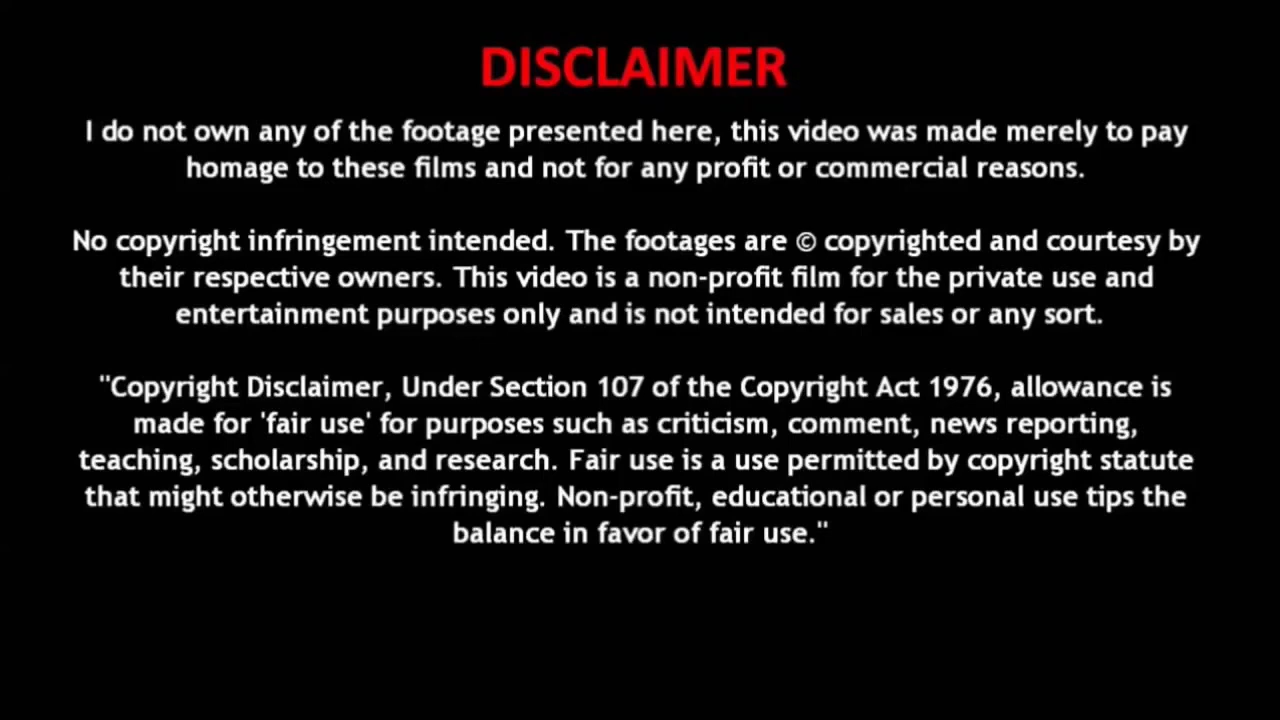 DISCLAIMER
I do not own any of the footage presented here, this video was made merely to pay
homage to these films and not for any profit or commercial reasons.
No copyright infringement intended. The footages are © copyrighted and courtesy by
their respective owners. This video is a non-profit film for the private use and
entertainment purposes only and is not intended for sales or any sort.
"Copyright Disclaimer, Under Section 107 of the Copyright Act 1976, allowance is
made for 'fair use' for purposes such as criticism, comment, news reporting,
teaching, scholarship, and research. Fair use is a use permitted by copyright statute
that might otherwise be infringing. Non-profit, educational or personal use tips the
balance in favor of fair use."